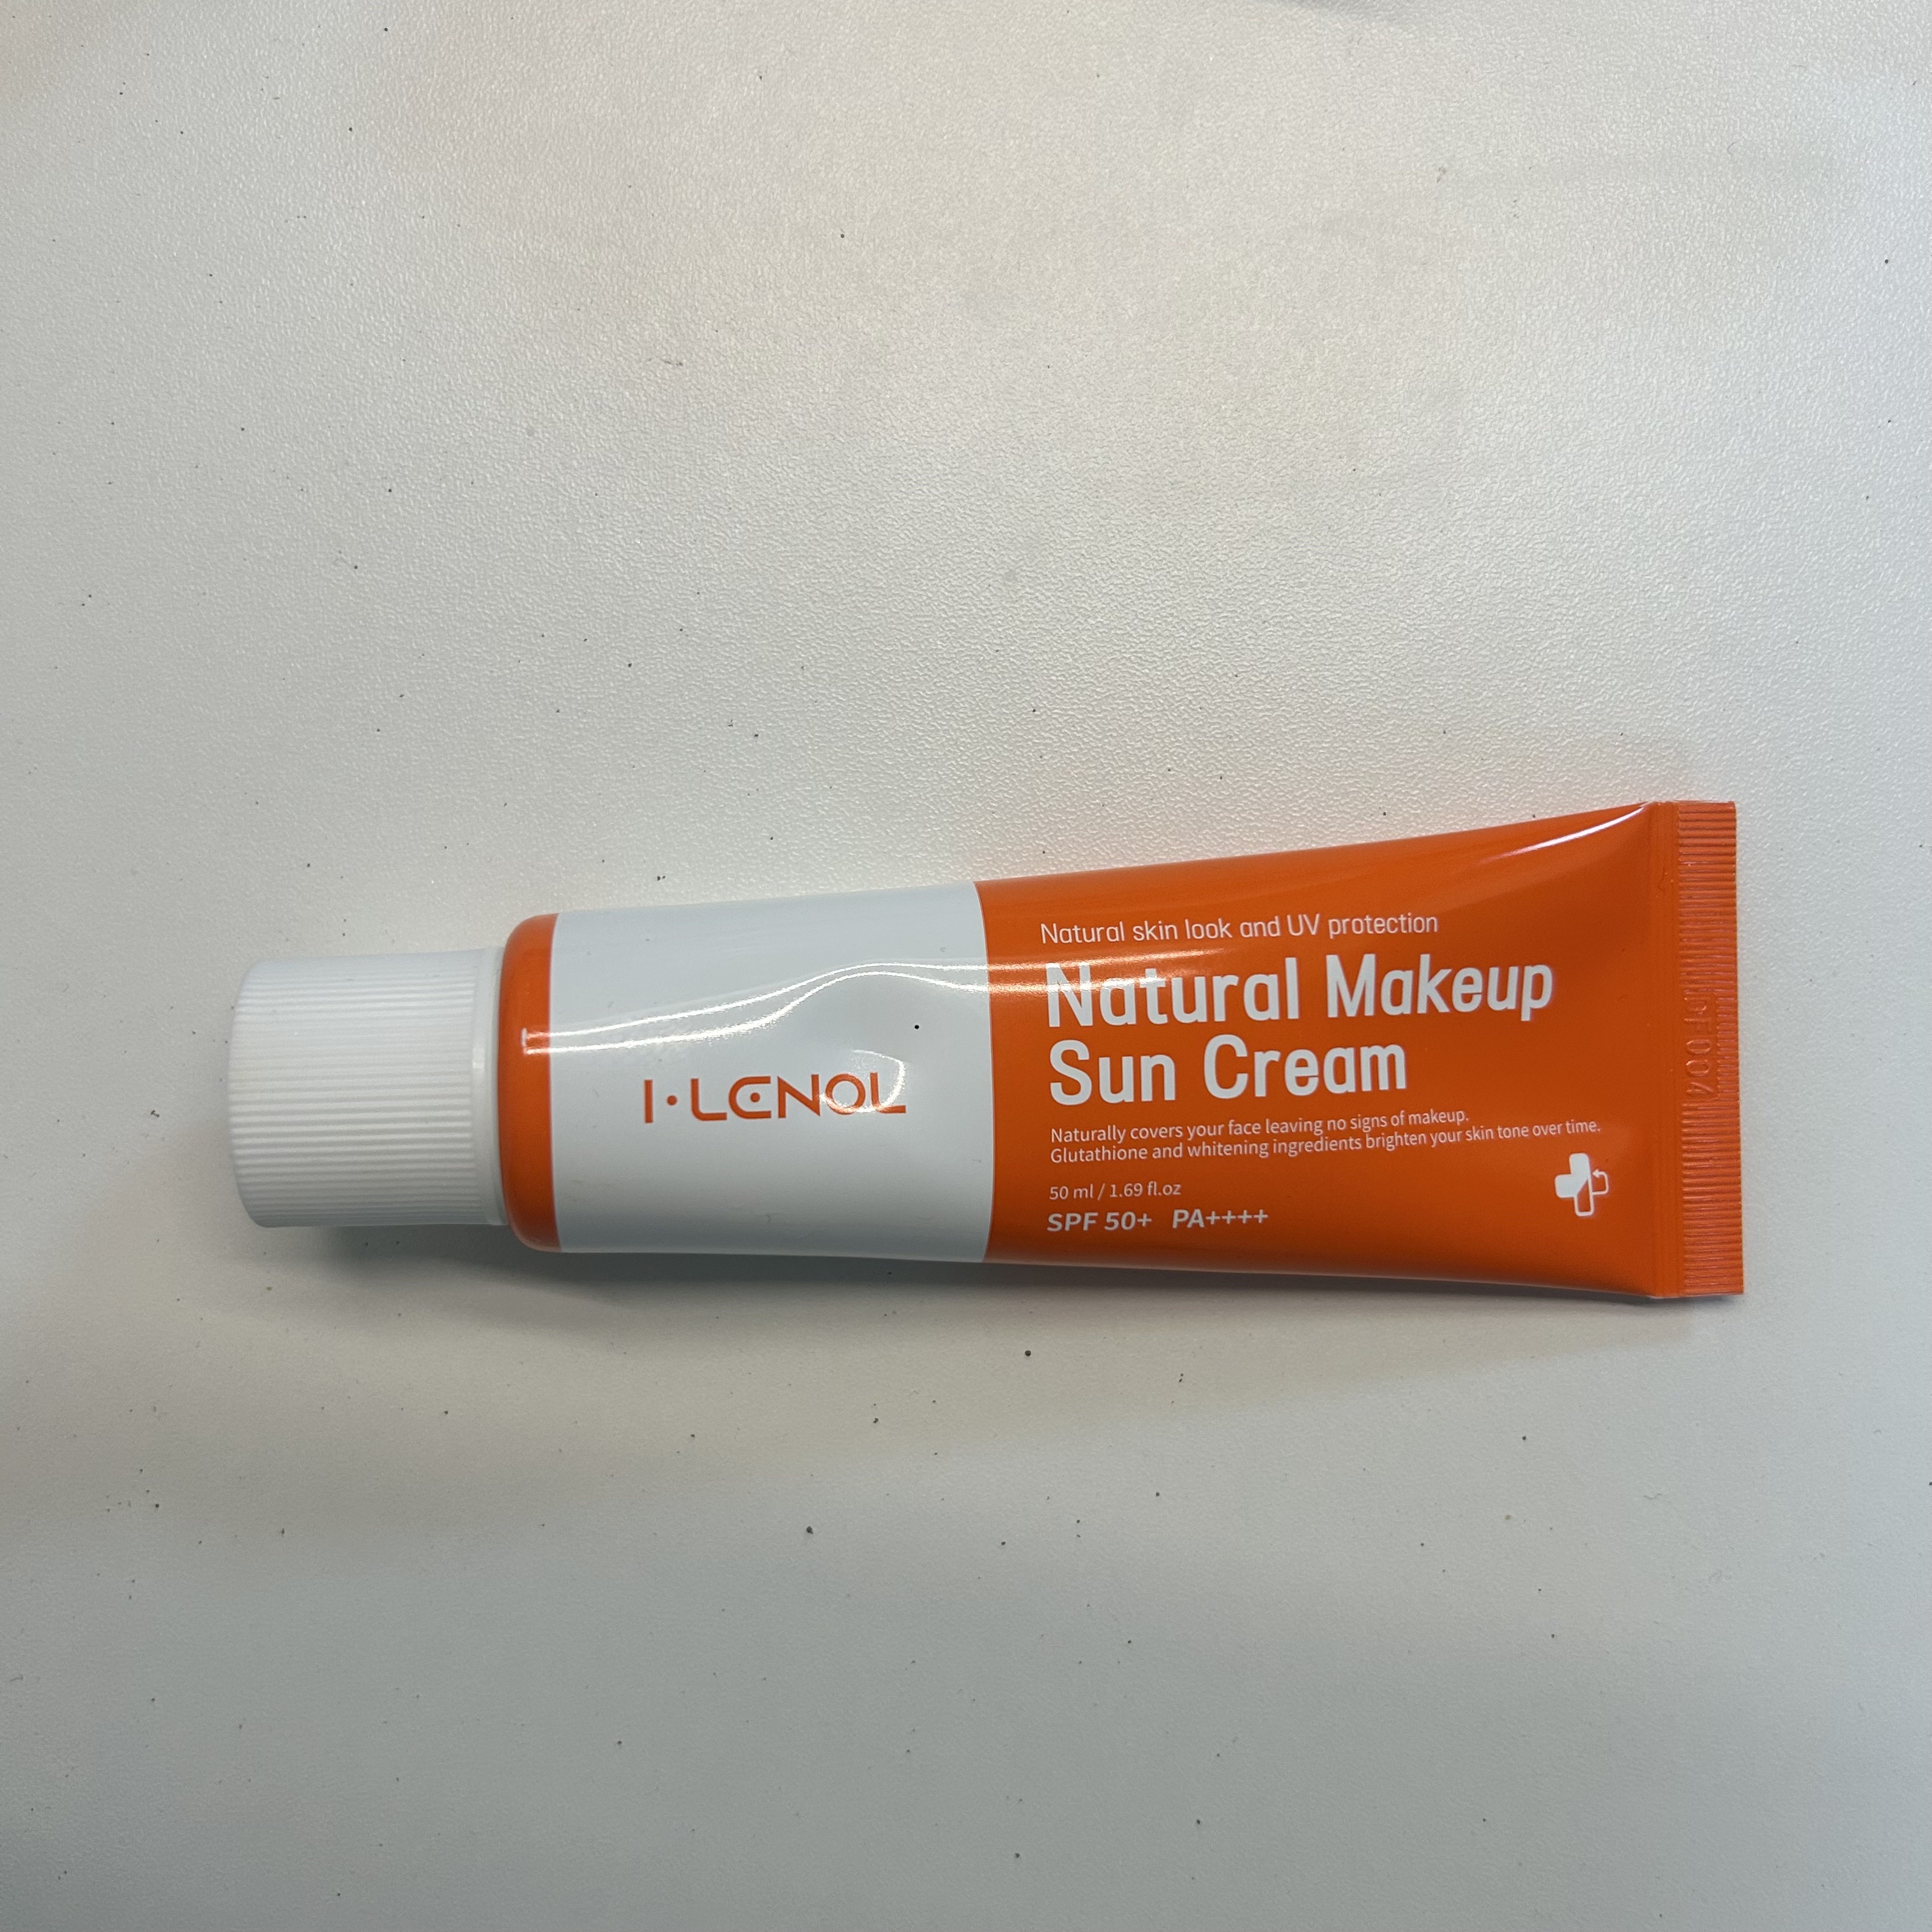 I·LENOL
Natural skin look and UV protection
Natural Makeup
Sun Cream
Naturally covers your face leaving no signs of makeup.
Glutathione and whitening ingredients brighten your skin tone over time.
50 ml / 1.69 fl.oz
SPF 50+ PA++++